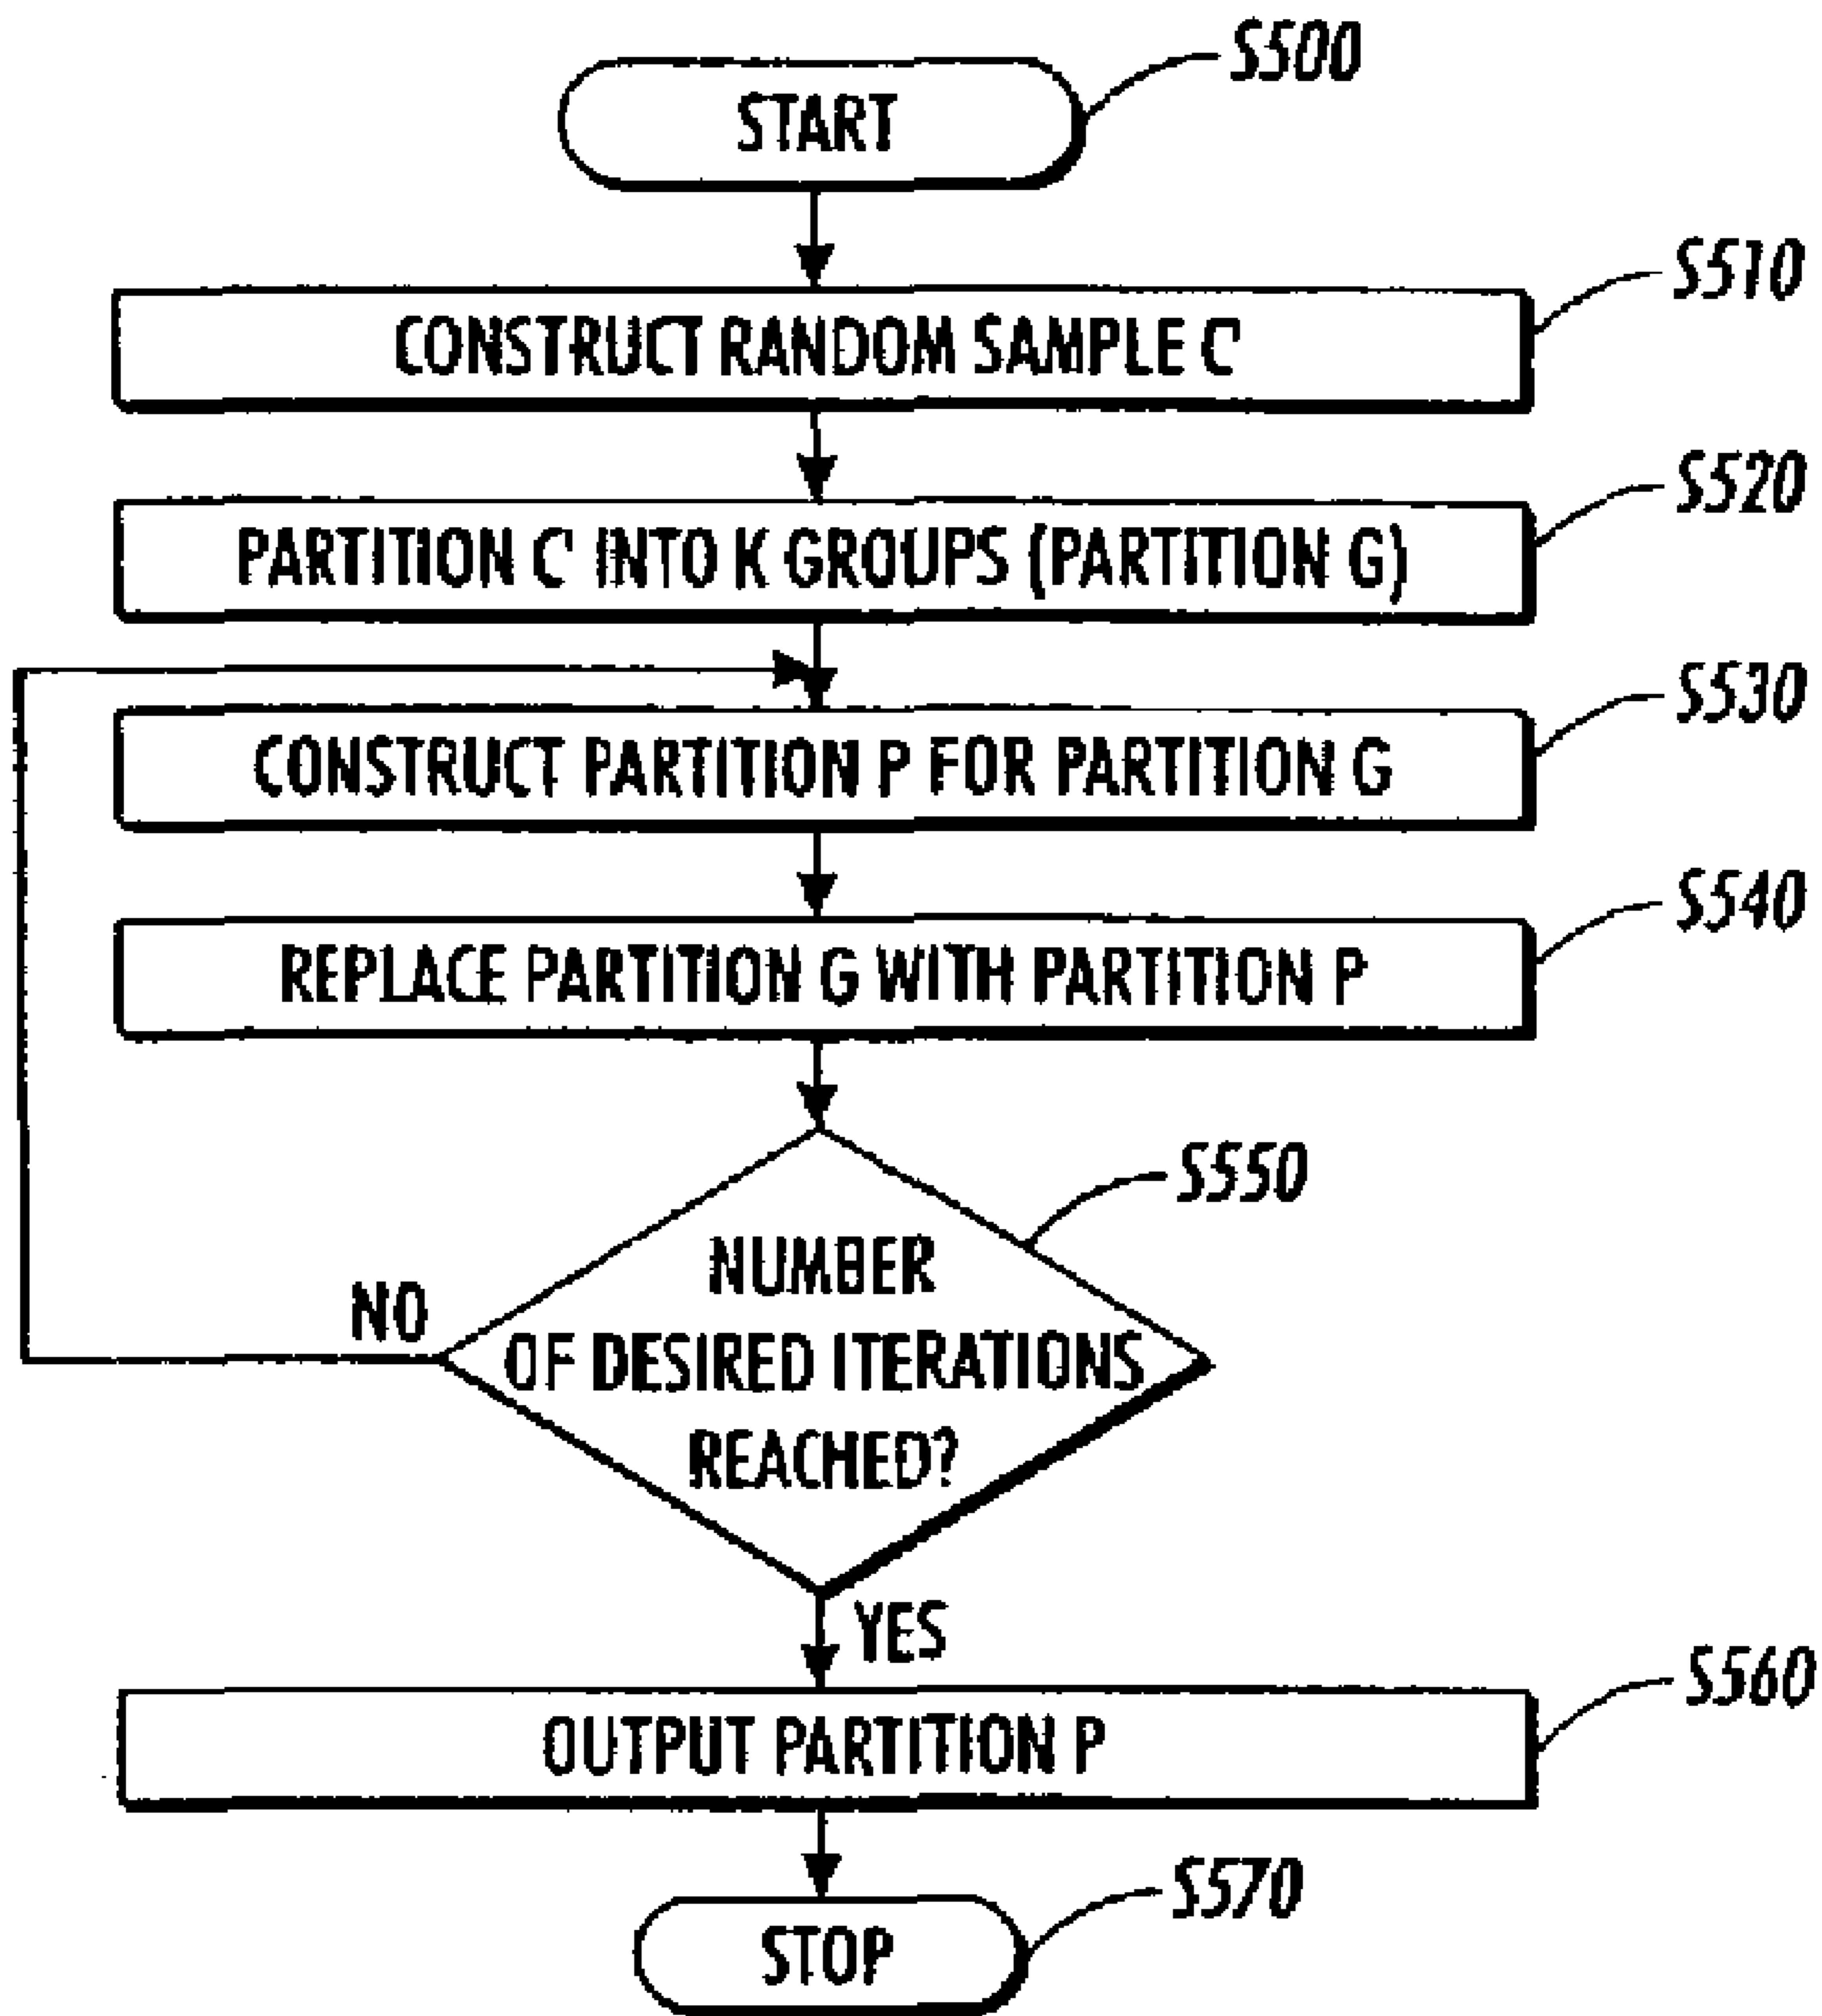 S500
START
S510
CONSTRUCT RANDOM SAMPLE C'
S520
PARTITION C' INTO K GROUPS (PARTITION G)
S530
CONSTRUCT PARTITION P FOR PARTITION G
S540
REPLACE PARTITION G WITH PARTITION P
S550
NUMBER
NO
OF DESIRED ITERATIONS
REACHED?
YES
S560
OUTPUT PARTITION P
S570
STOP